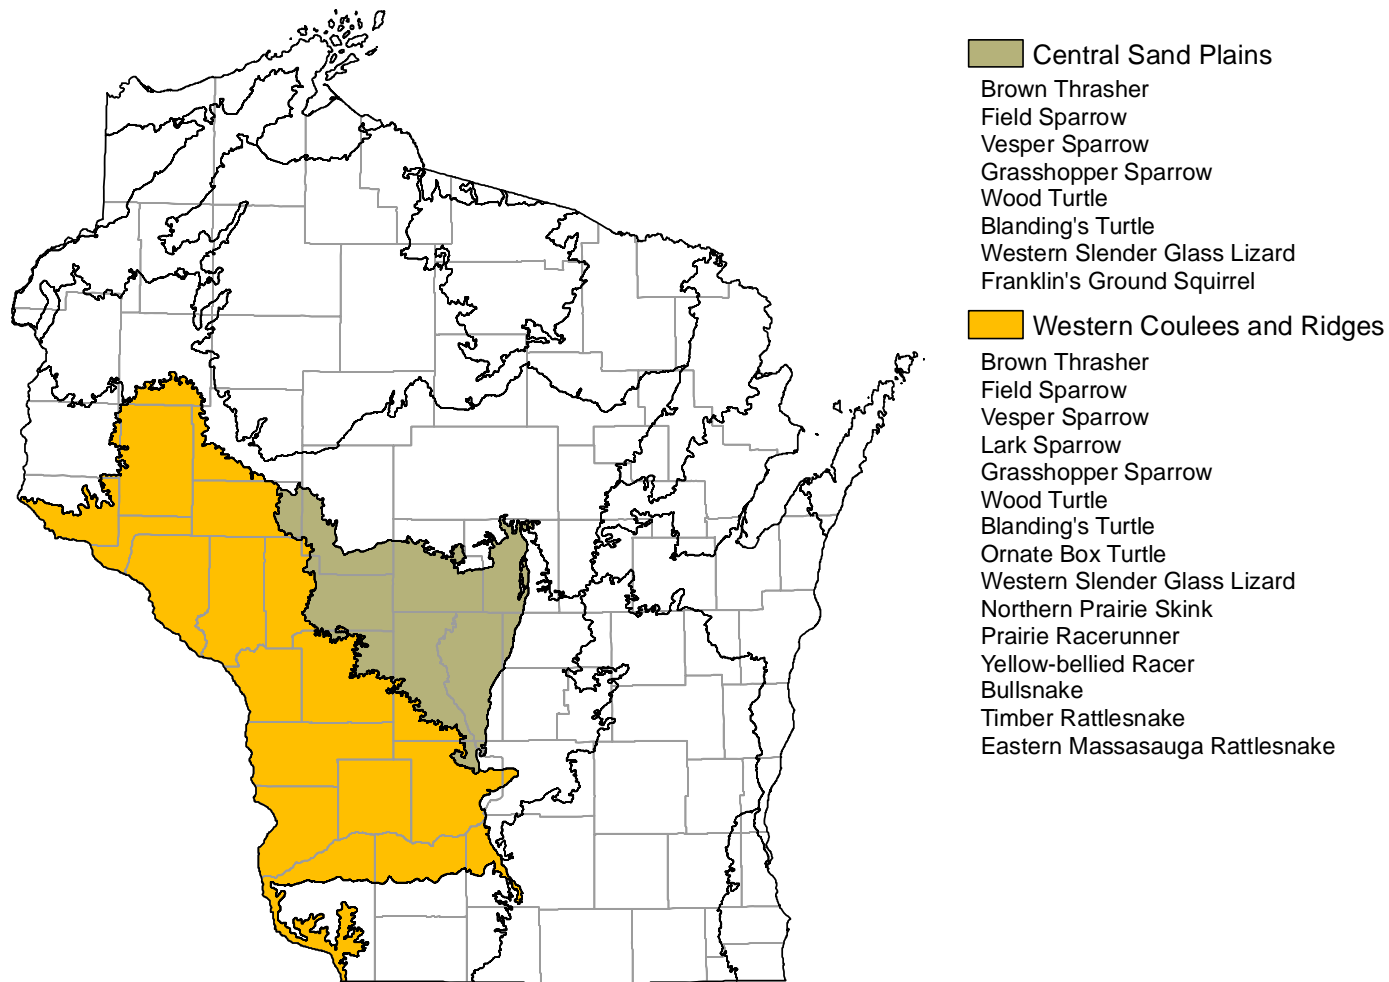 Central Sand Plains
Brown Thrasher
Field Sparrow
Vesper Sparrow
Grasshopper Sparrow
Wood Turtle
Blanding's Turtle
Western Slender Glass Lizard
Franklin's Ground Squirrel
Western Coulees and Ridges
Brown Thrasher
Field Sparrow
Vesper Sparrow
Lark Sparrow
Grasshopper Sparrow
Wood Turtle
Blanding's Turtle
Ornate Box Turtle
Western Slender Glass Lizard
Northern Prairie Skink
Prairie Racerunner
Yellow-bellied Racer
Bullsnake
Timber Rattlesnake
Eastern Massasauga Rattlesnake